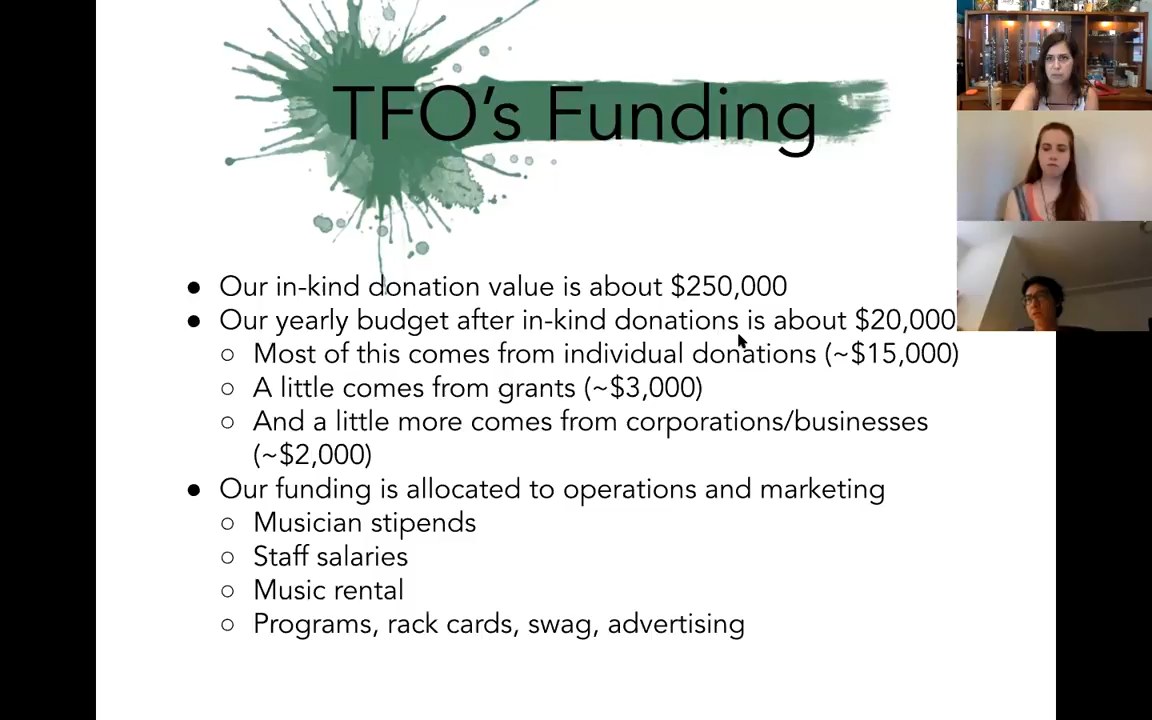 TFO's Funding
● Our in-kind donation value is about $250,000
● Our yearly budget after in-kind donations is about $20,000
○ Most of this comes from individual donations (~$15,000)
○ A little comes from grants (~$3,000)
○ And a little more comes from corporations/businesses
(~$2,000)
● Our funding is allocated to operations and marketing
○ Musician stipends
○ Staff salaries
○ Music rental
○ Programs, rack cards, swag, advertising